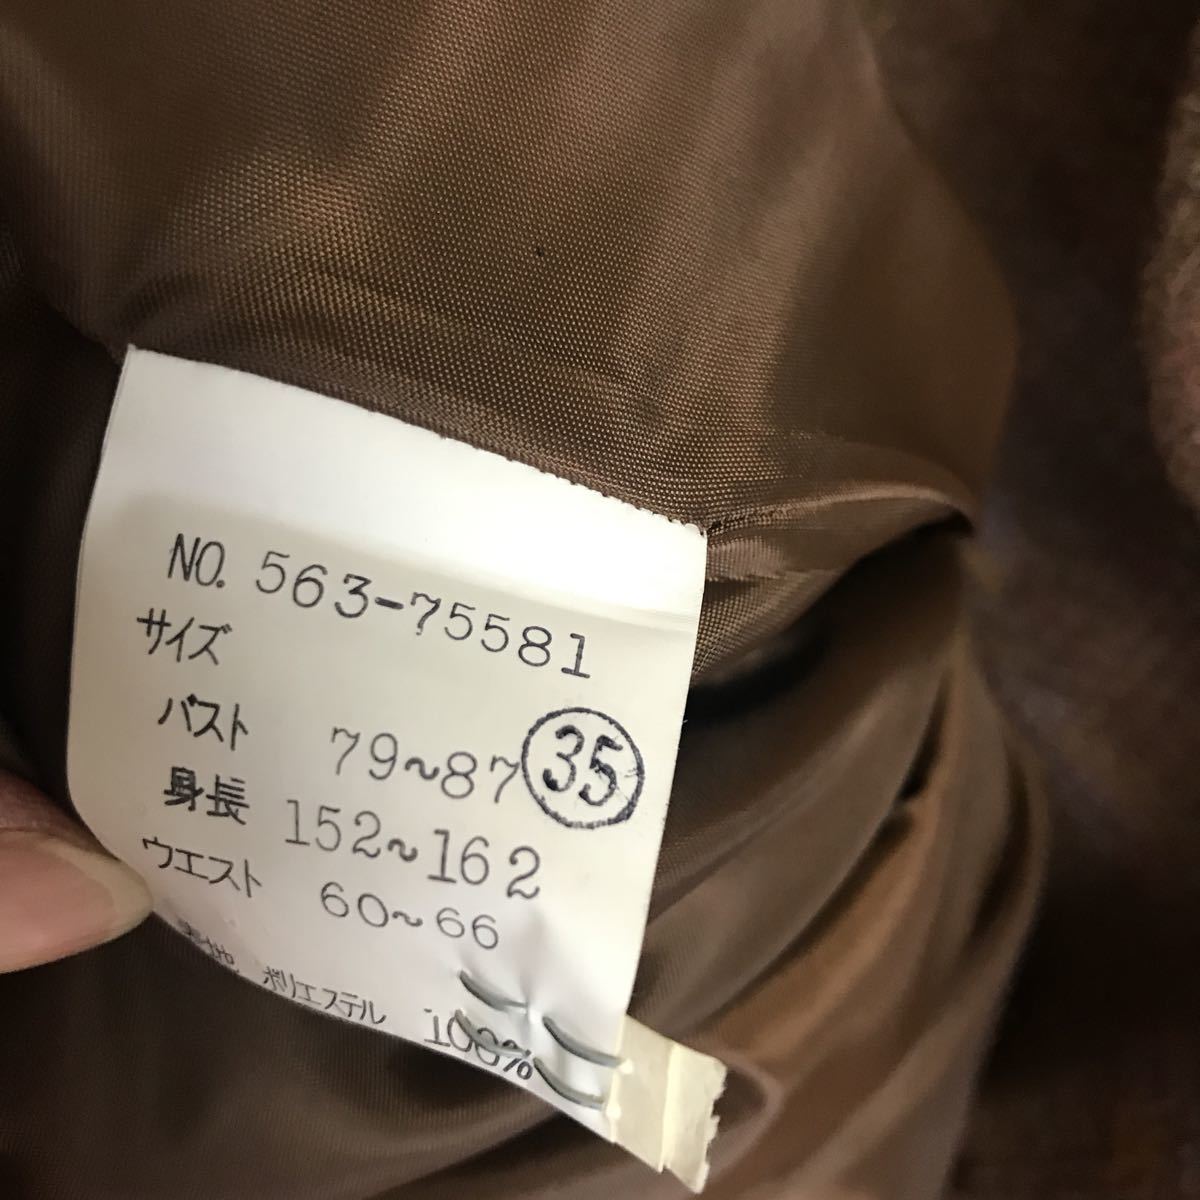 NO. 563-75581
サイズ
バスト 79~87 35
身長 152~162
ウエスト 60~66
ポリエステル 100%